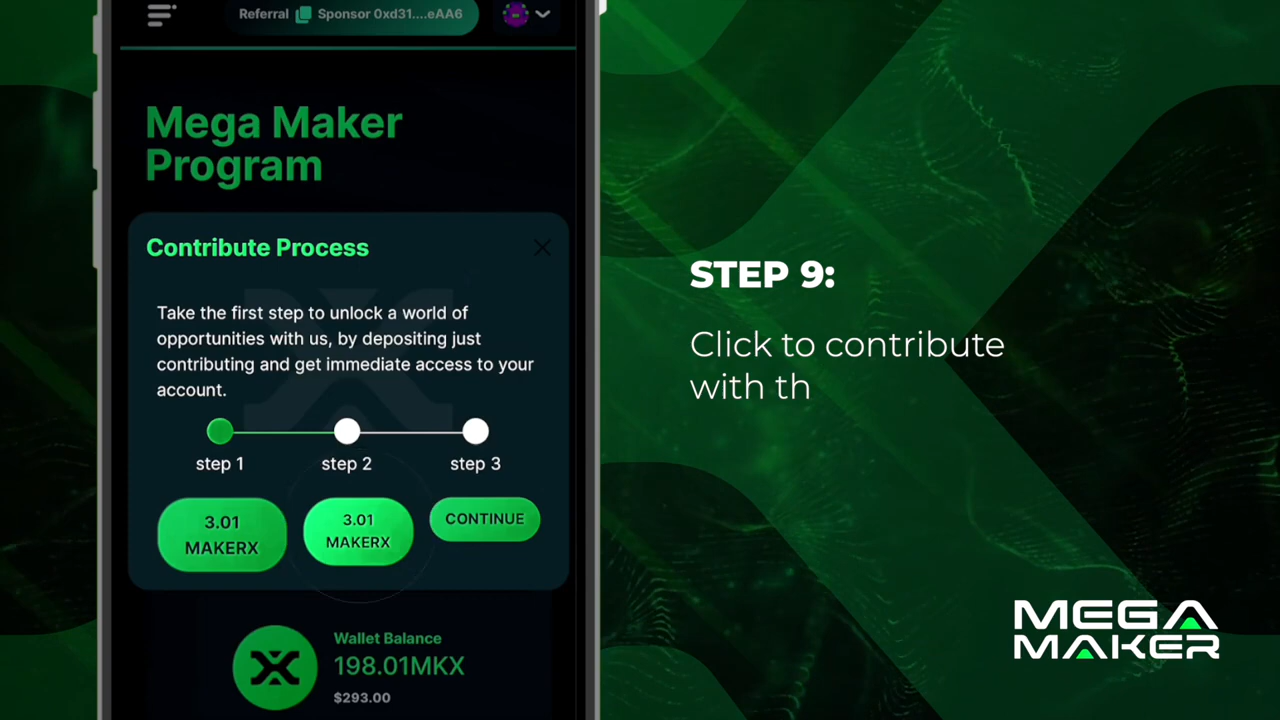 Referral Sponsor 0xd31....eAA6
Mega Maker
Program
Contribute Process
Take the first step to unlock a world of
opportunities with us, by depositing just
contributing and get immediate access to your
account.
step 1 step 2 step 3
3.01
MAKERX
3.01
MAKERX
CONTINUE
Wallet Balance
198.01MKX
$293.00
STEP 9:
Click to contribute
with th
MEGA
MAKER